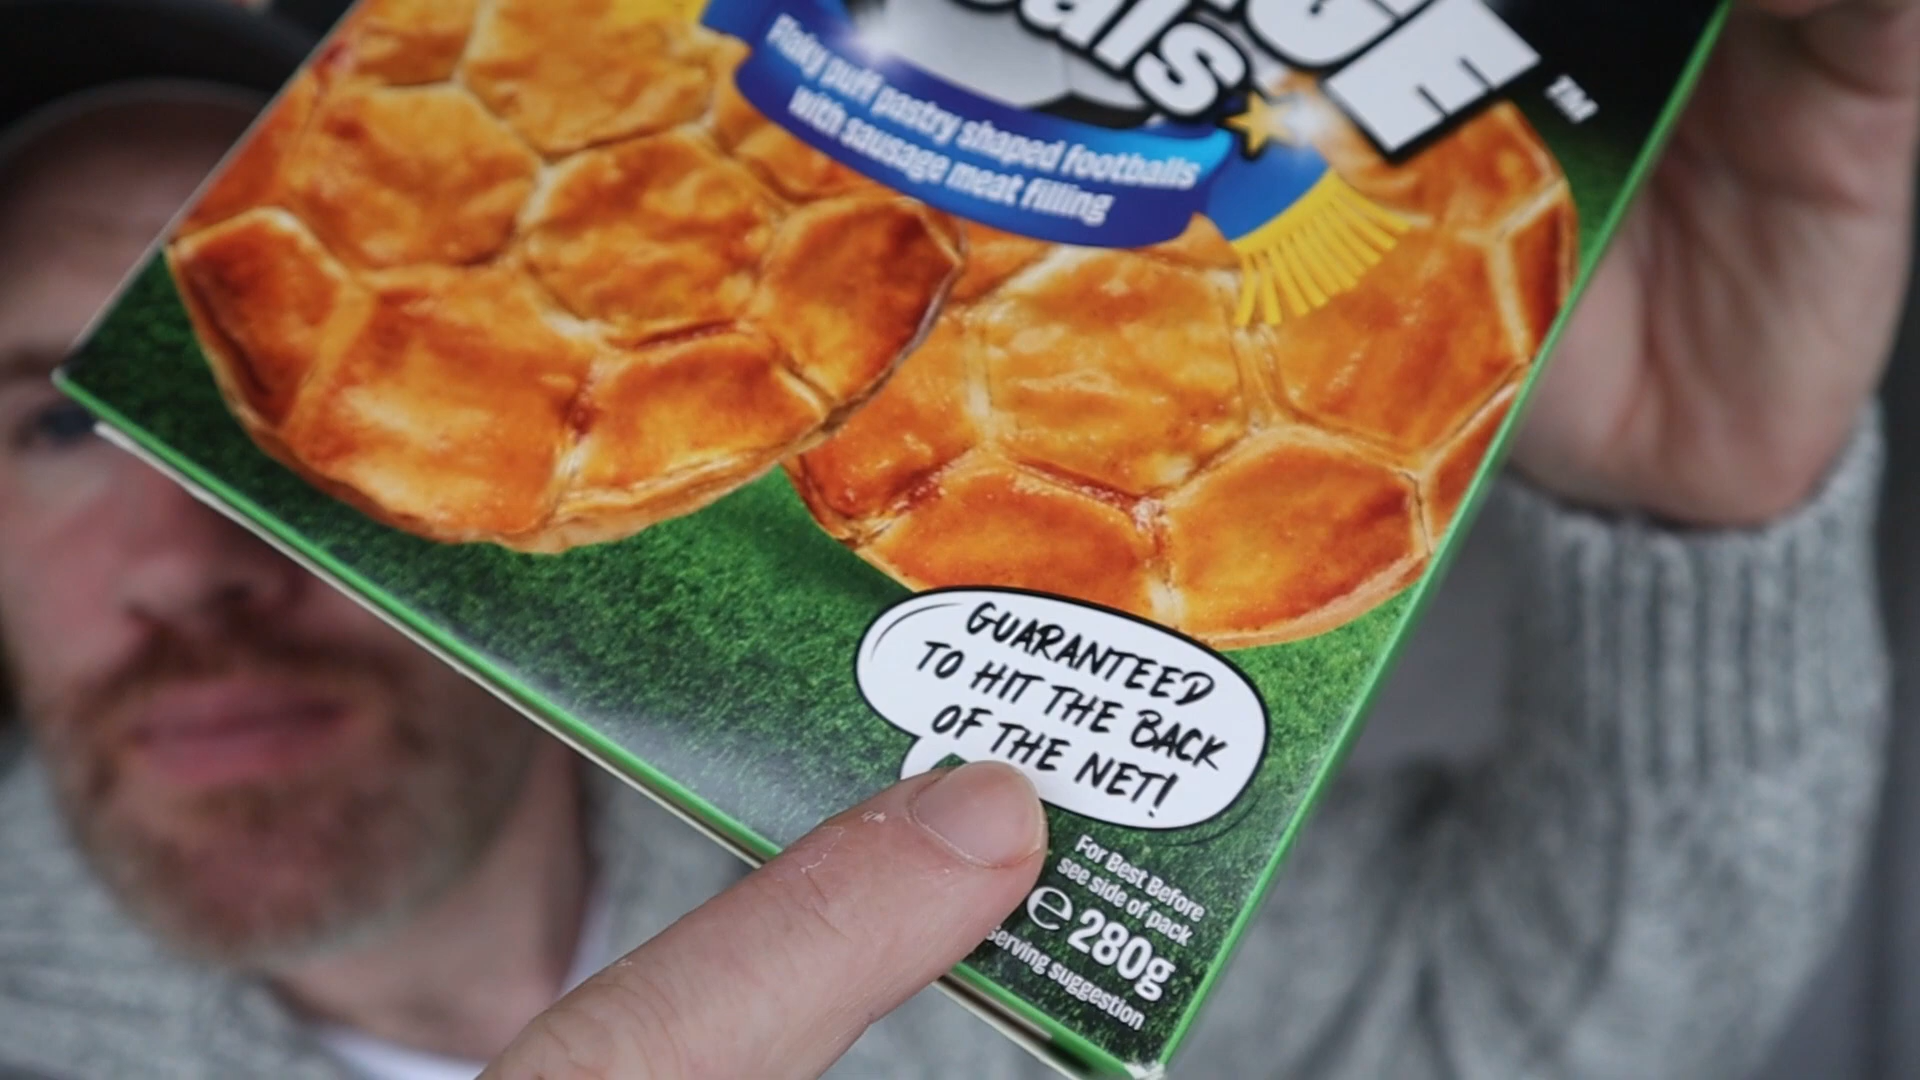 Flaky puff pastry shaped footballs
with sausage meat filling
TM
GUARANTEED
TO HIT THE BACK
OF THE NET!
For Best Before
see side of pack
e 280g
serving suggestion